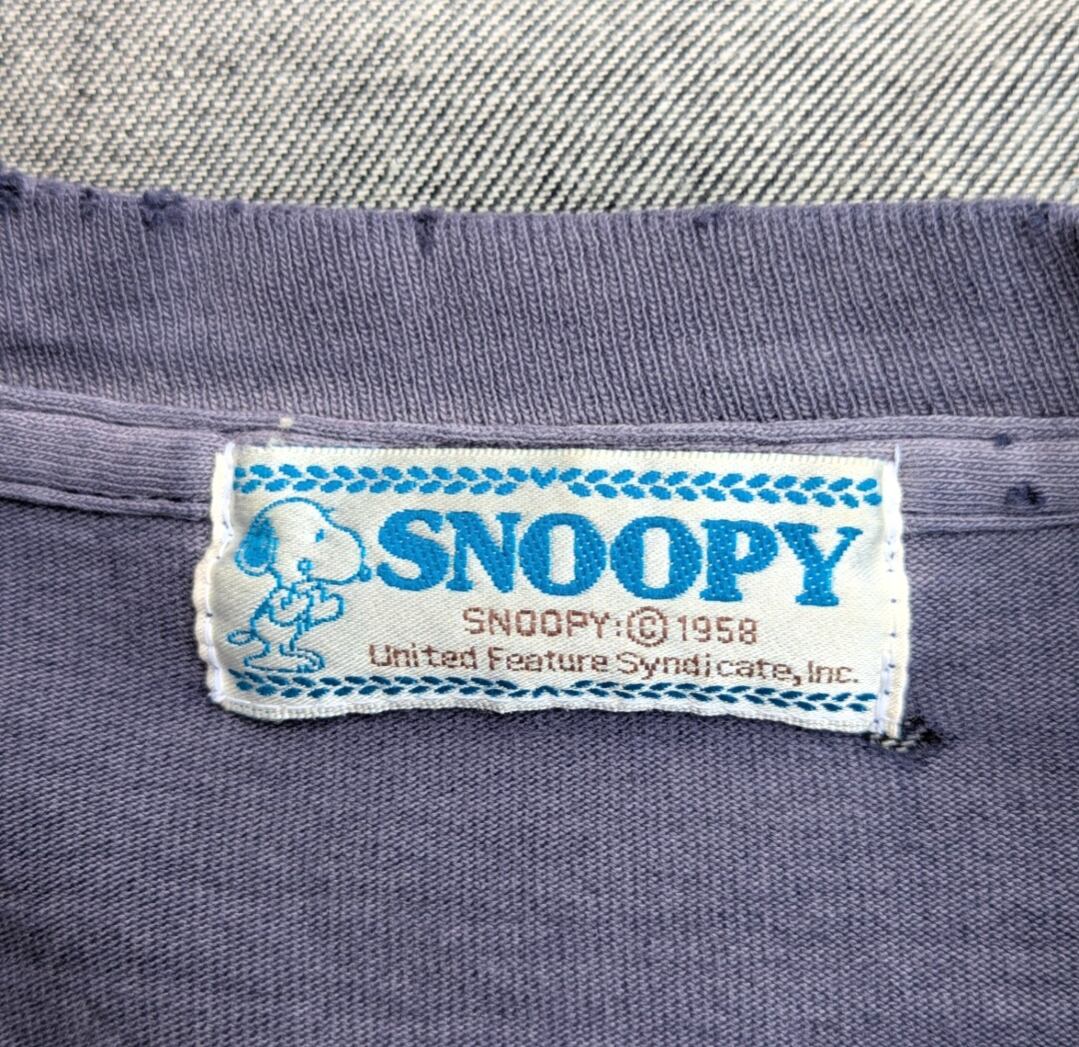 SNOOPY
SNOOPY:©1958
United Feature Syndicate, Inc.